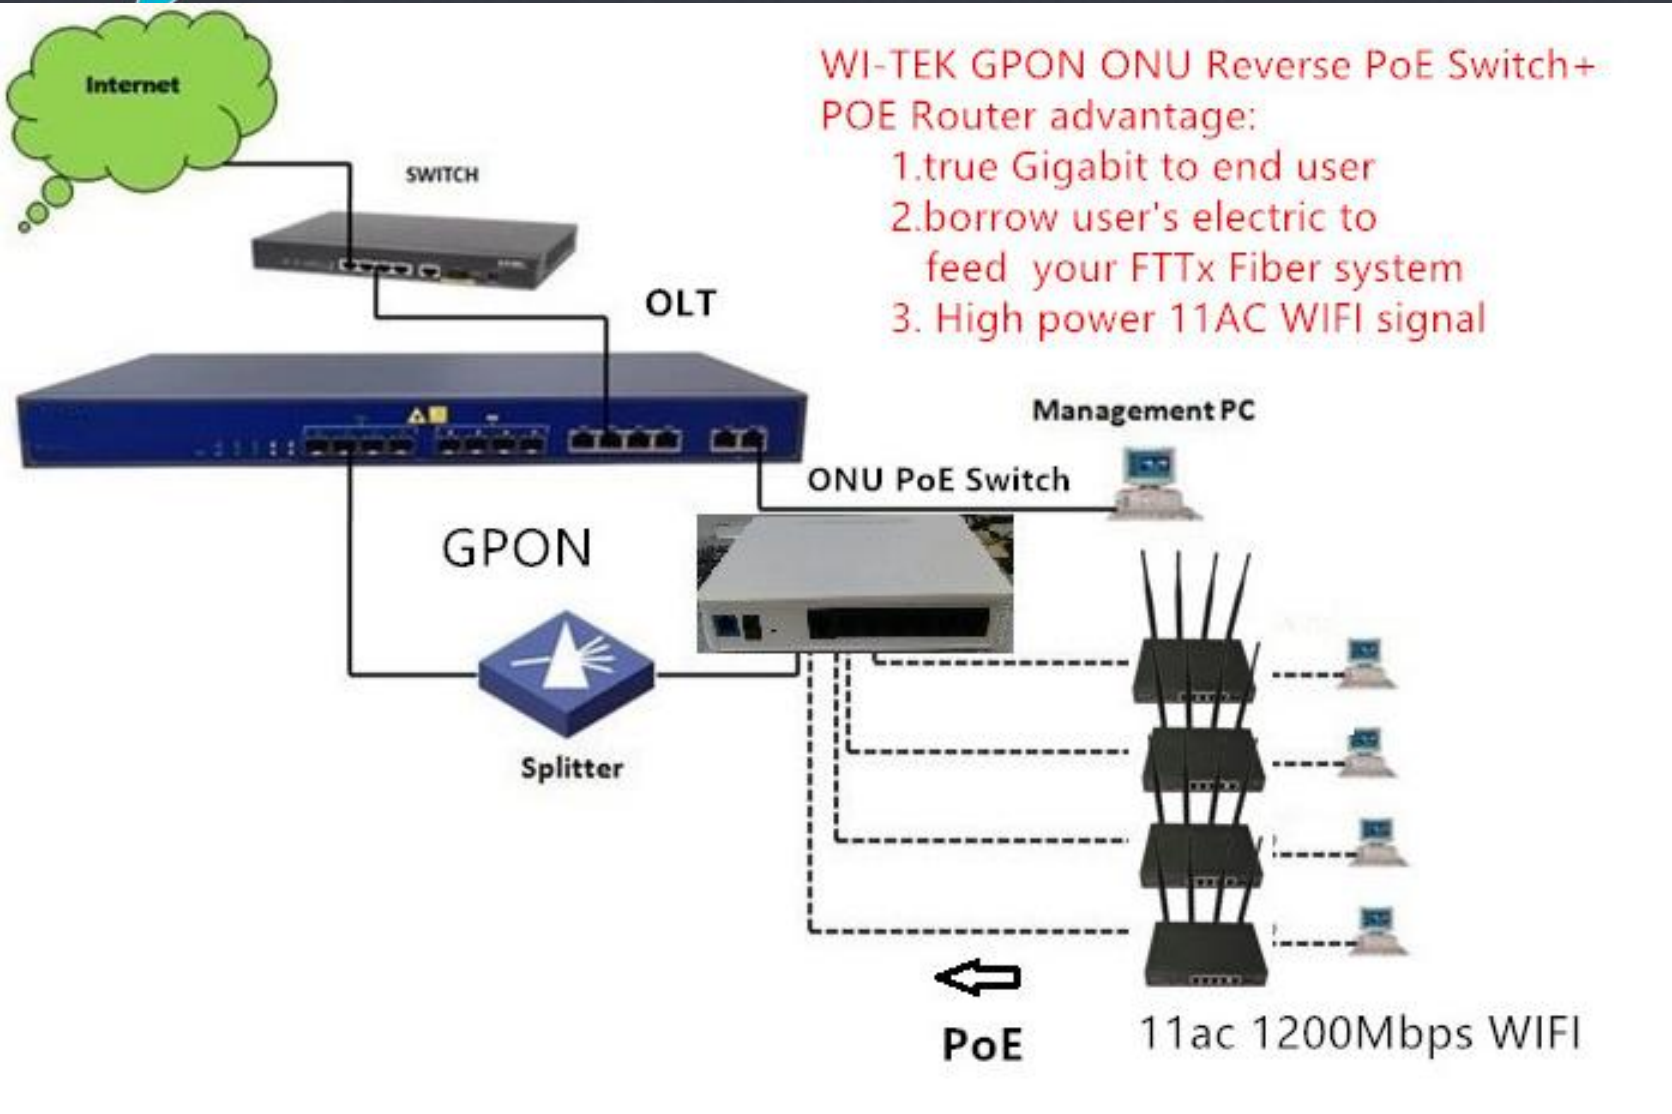 Internet
SWITCH
OLT
WI-TEK GPON ONU Reverse PoE Switch+
POE Router advantage:
1.true Gigabit to end user
2.borrow user's electric to
feed your FTTx Fiber system
3. High power 11AC WIFI signal
Management PC
ONU PoE Switch
GPON
Splitter
PoE
11ac 1200Mbps WIFI